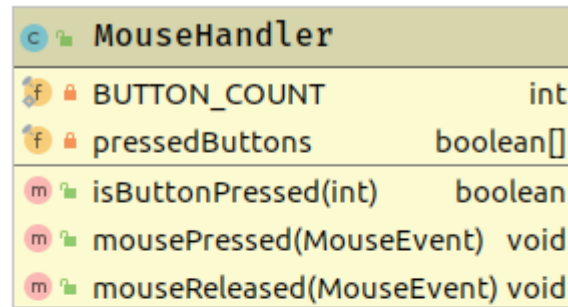 MouseHandler
BUTTON_COUNT int
pressedButtons boolean[]
isButtonPressed(int) boolean
mousePressed(MouseEvent) void
mouseReleased(MouseEvent) void